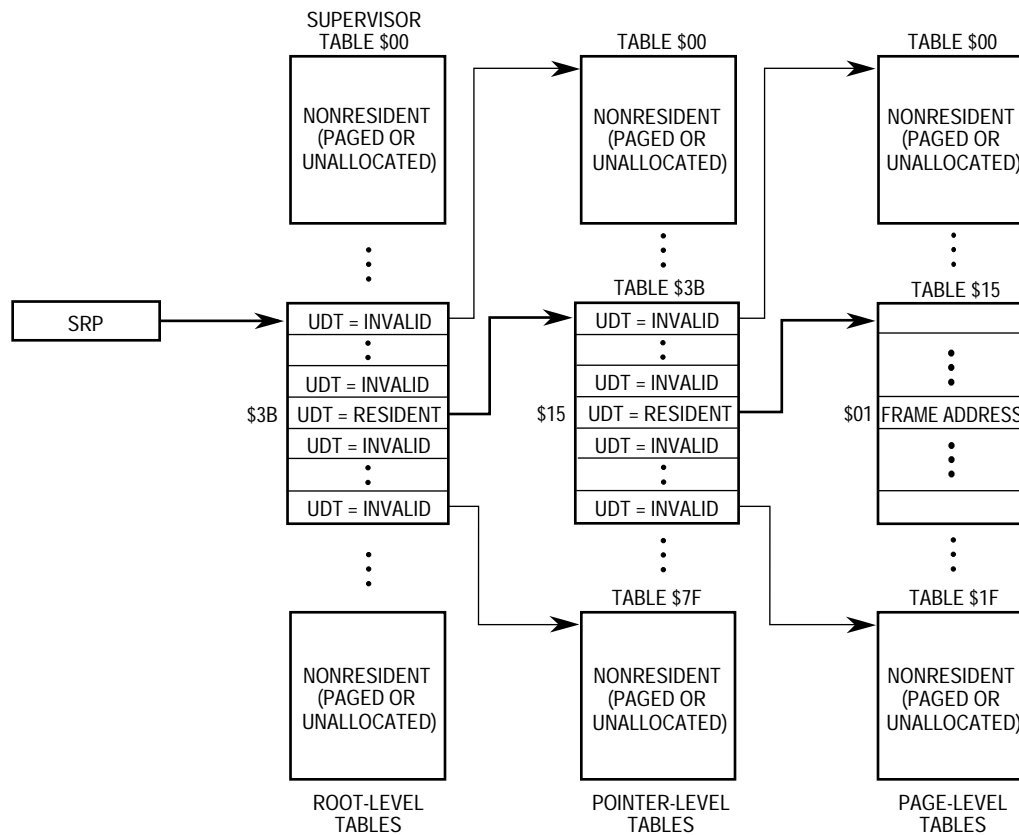 SUPERVISOR
TABLE $00
TABLE $00
TABLE $00
NONRESIDENT
(PAGED OR
UNALLOCATED)
NONRESIDENT
(PAGED OR
UNALLOCATED)
NONRESIDENT
(PAGED OR
UNALLOCATED)
TABLE $3B
TABLE $15
SRP
UDT = INVALID
UDT = INVALID
$3B
UDT = RESIDENT
UDT = INVALID
UDT = INVALID
UDT = INVALID
UDT = INVALID
$15
UDT = RESIDENT
UDT = INVALID
UDT = INVALID
$01
FRAME ADDRESS
TABLE $7F
TABLE $1F
NONRESIDENT
(PAGED OR
UNALLOCATED)
NONRESIDENT
(PAGED OR
UNALLOCATED)
NONRESIDENT
(PAGED OR
UNALLOCATED)
ROOT-LEVEL
TABLES
POINTER-LEVEL
TABLES
PAGE-LEVEL
TABLES